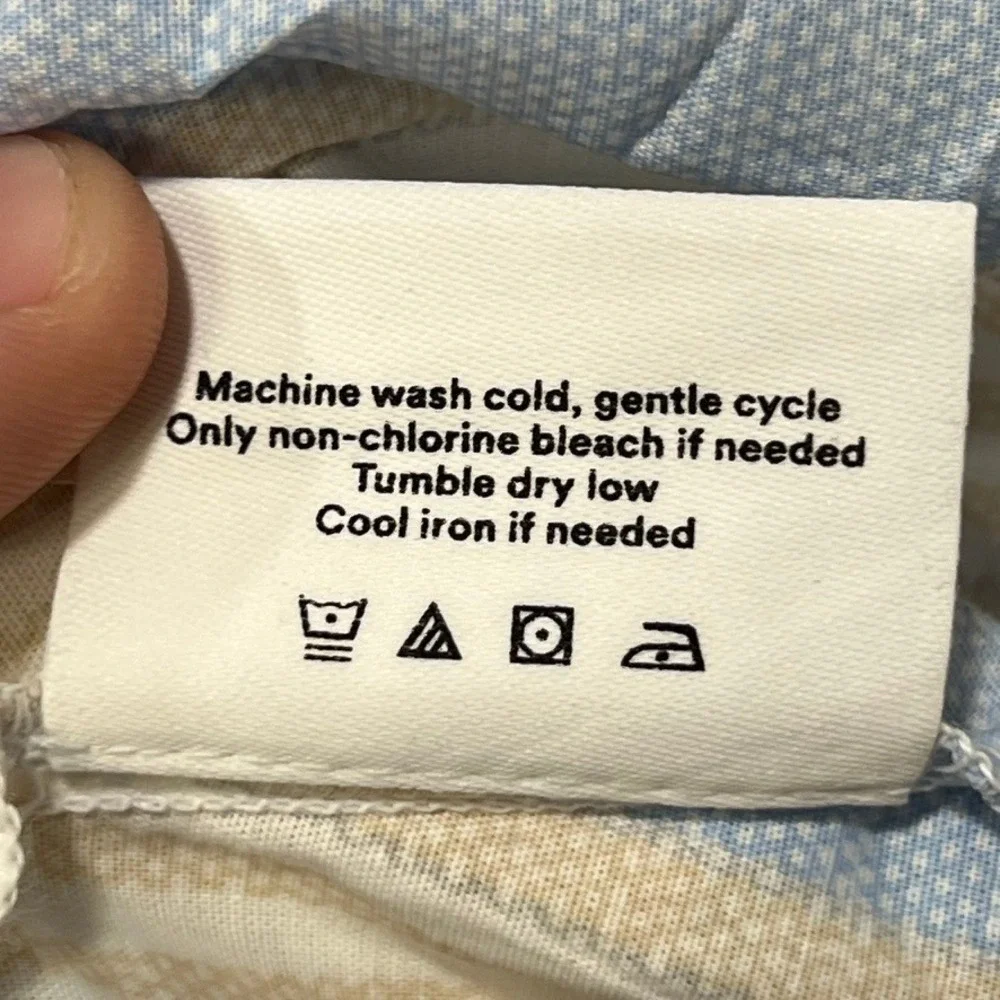 Machine wash cold, gentle cycle
Only non-chlorine bleach if needed
Tumble dry low
Cool iron if needed